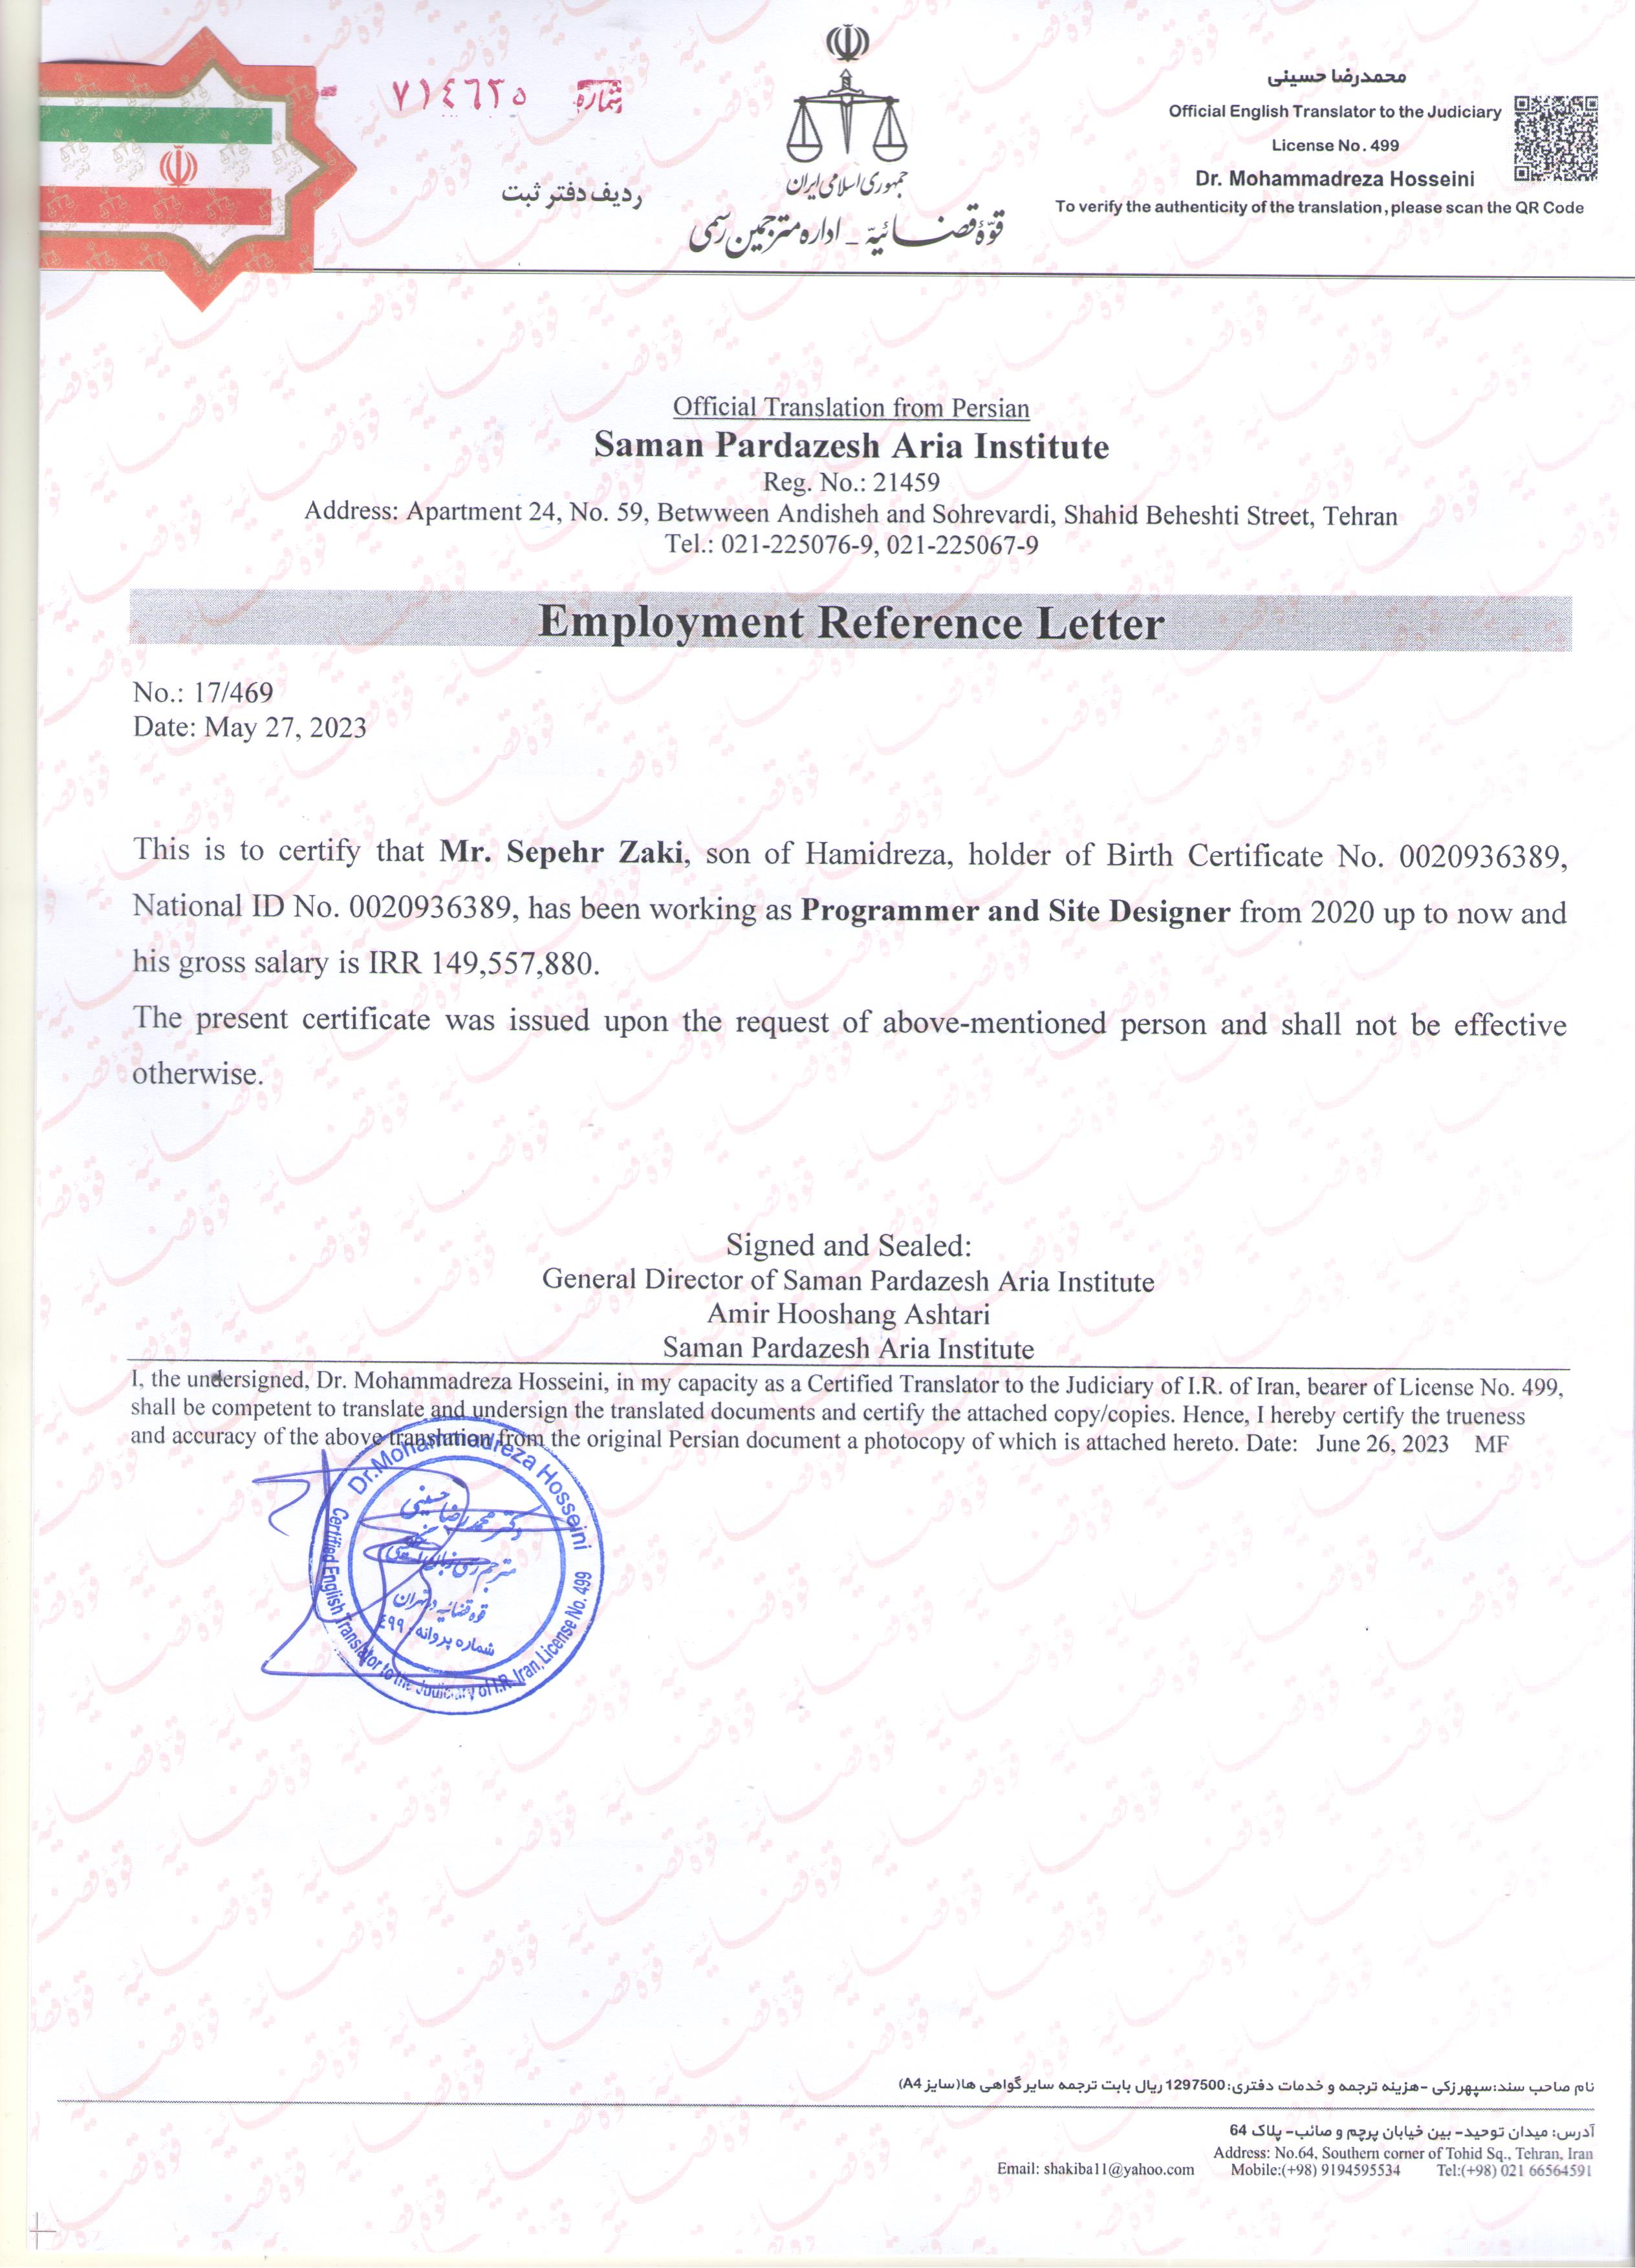 شماره ۷۱٤٦۲٥
ردیف دفتر ثبت
جمهوری اسلامی ایران
قوّهٔ قضائیّه – اداره مترجمین رسمی
محمدرضا حسینی
Official English Translator to the Judiciary
License No. 499
Dr. Mohammadreza Hosseini
To verify the authenticity of the translation, please scan the QR Code
Official Translation from Persian
Saman Pardazesh Aria Institute
Reg. No.: 21459
Address: Apartment 24, No. 59, Betwween Andisheh and Sohrevardi, Shahid Beheshti Street, Tehran
Tel.: 021-225076-9, 021-225067-9
Employment Reference Letter
No.: 17/469
Date: May 27, 2023
This is to certify that Mr. Sepehr Zaki, son of Hamidreza, holder of Birth Certificate No. 0020936389,
National ID No. 0020936389, has been working as Programmer and Site Designer from 2020 up to now and
his gross salary is IRR 149,557,880.
The present certificate was issued upon the request of above-mentioned person and shall not be effective
otherwise.
Signed and Sealed:
General Director of Saman Pardazesh Aria Institute
Amir Hooshang Ashtari
Saman Pardazesh Aria Institute
I, the undersigned, Dr. Mohammadreza Hosseini, in my capacity as a Certified Translator to the Judiciary of I.R. of Iran, bearer of License No. 499,
shall be competent to translate and undersign the translated documents and certify the attached copy/copies. Hence, I hereby certify the trueness
and accuracy of the above translation from the original Persian document a photocopy of which is attached hereto. Date: June 26, 2023 MF
Dr.Mohammadreza Hosseini
Certified English Translator to the Judiciary of I.R. Iran, License No. 499
دکتر محمدرضا حسینی
مترجم رسمی زبان انگلیسی
قوه قضائیه در تهران
شماره پروانه: ٤۹۹
نام صاحب سند:سپهر زکی -هزینه ترجمه و خدمات دفتری:1297500 ریال بابت ترجمه سایر گواهی ها(سایز A4)
آدرس: میدان توحید- بین خیابان پرچم و صائب- پلاک 64
Address: No.64, Southern corner of Tohid Sq., Tehran, Iran
Email: shakiba11@yahoo.com Mobile:(+98) 9194595534 Tel:(+98) 021 66564591